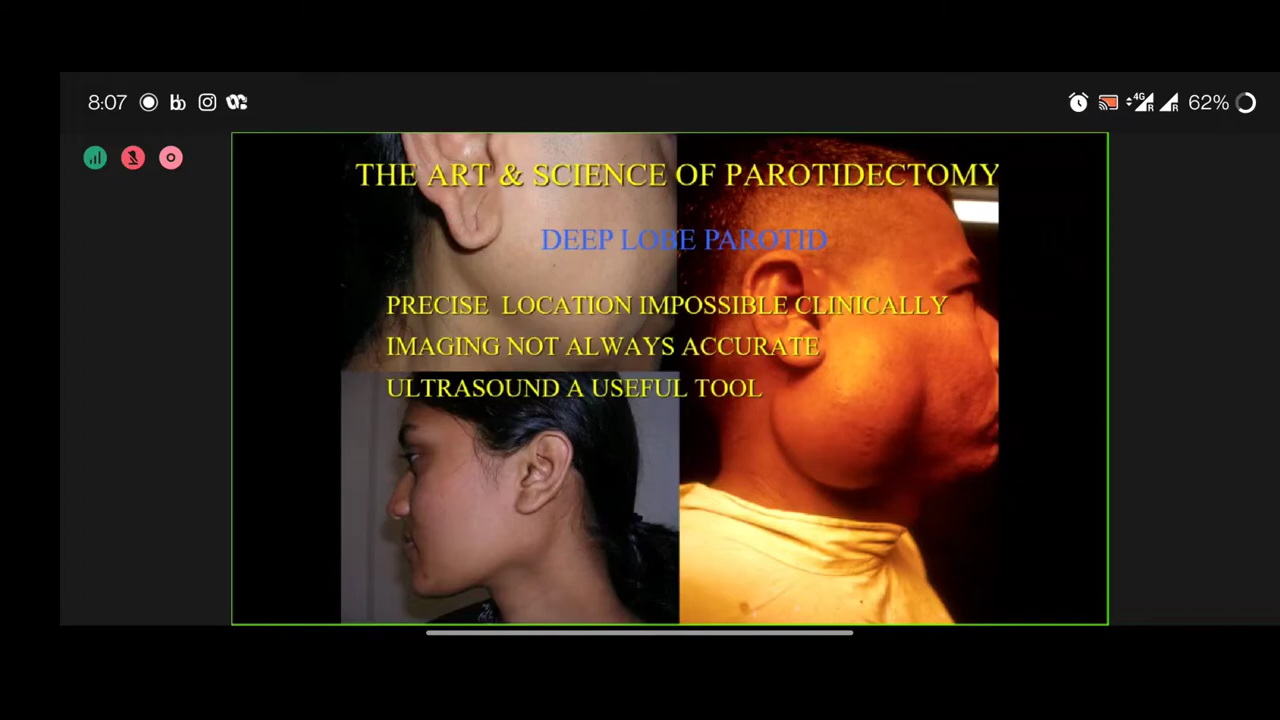 8:07
4G
R
R
62%
THE ART & SCIENCE OF PAROTIDECTOMY
DEEP LOBE PAROTID
PRECISE LOCATION IMPOSSIBLE CLINICALLY
IMAGING NOT ALWAYS ACCURATE
ULTRASOUND A USEFUL TOOL